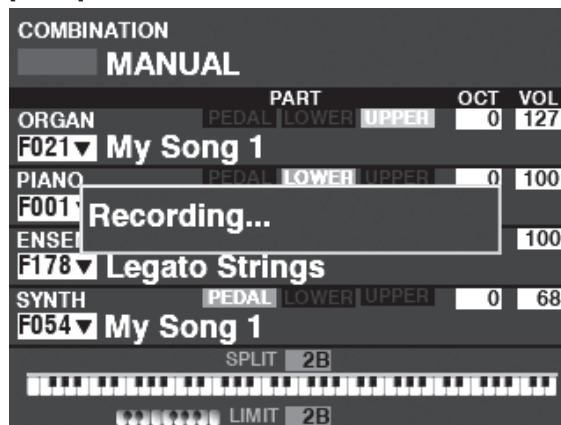 COMBINATION
MANUAL
PART OCT VOL
ORGAN PEDAL LOWER UPPER 0 127
F021▼ My Song 1
PIANO PEDAL LOWER UPPER 0 100
F001
Recording...
100
F178▼ Legato Strings
SYNTH PEDAL LOWER UPPER 0 68
F054▼ My Song 1
SPLIT 2B
LIMIT 2B